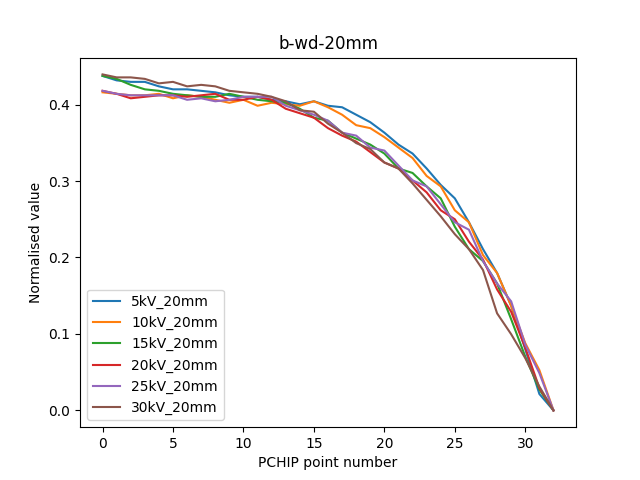 b-wd-20mm
Normalised value
0.4
0.3
0.2
0.1
0.0
5kV_20mm
10kV_20mm
15kV_20mm
20kV_20mm
25kV_20mm
30kV_20mm
0 5 10 15 20 25 30
PCHIP point number